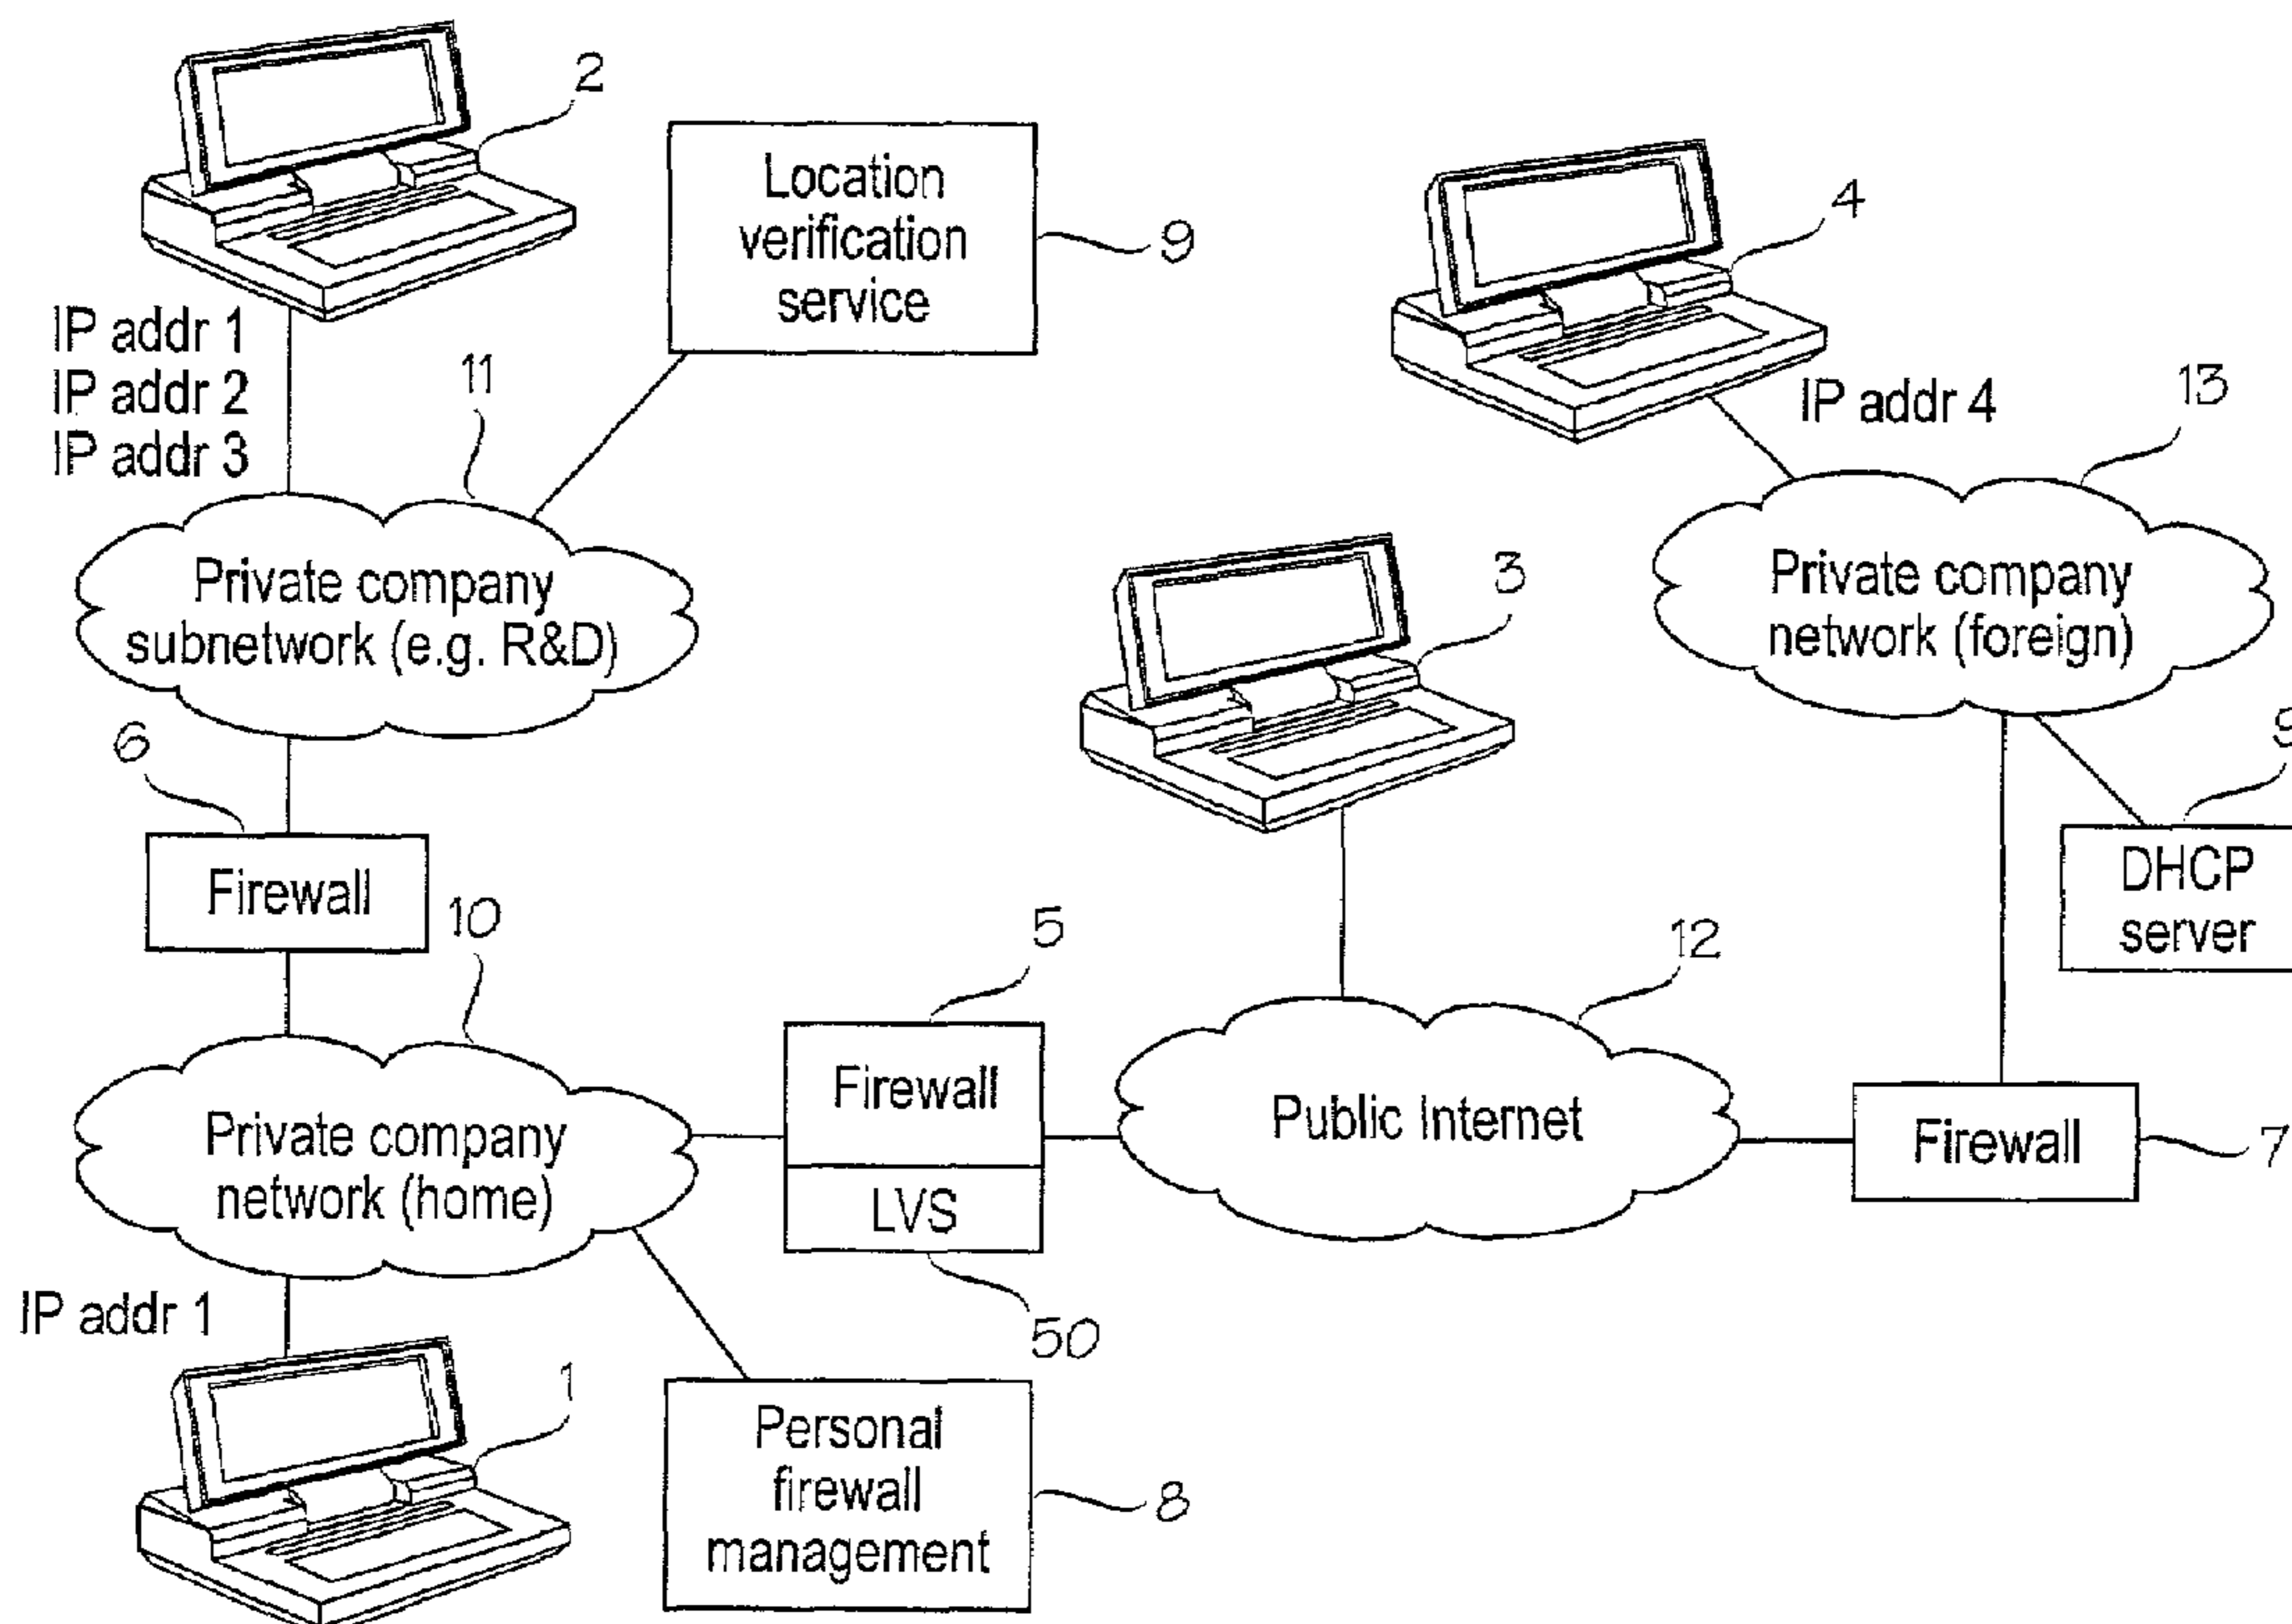 2
Location
verification
service
9
4
IP addr 1
IP addr 2
IP addr 3
11
IP addr 4
13
Private company
subnetwork (e.g. R&D)
3
Private company
network (foreign)
6
Firewall
DHCP
server
10
5
12
Firewall
LVS
Private company
network (home)
Public Internet
Firewall
7
50
IP addr 1
1
Personal
firewall
management
8